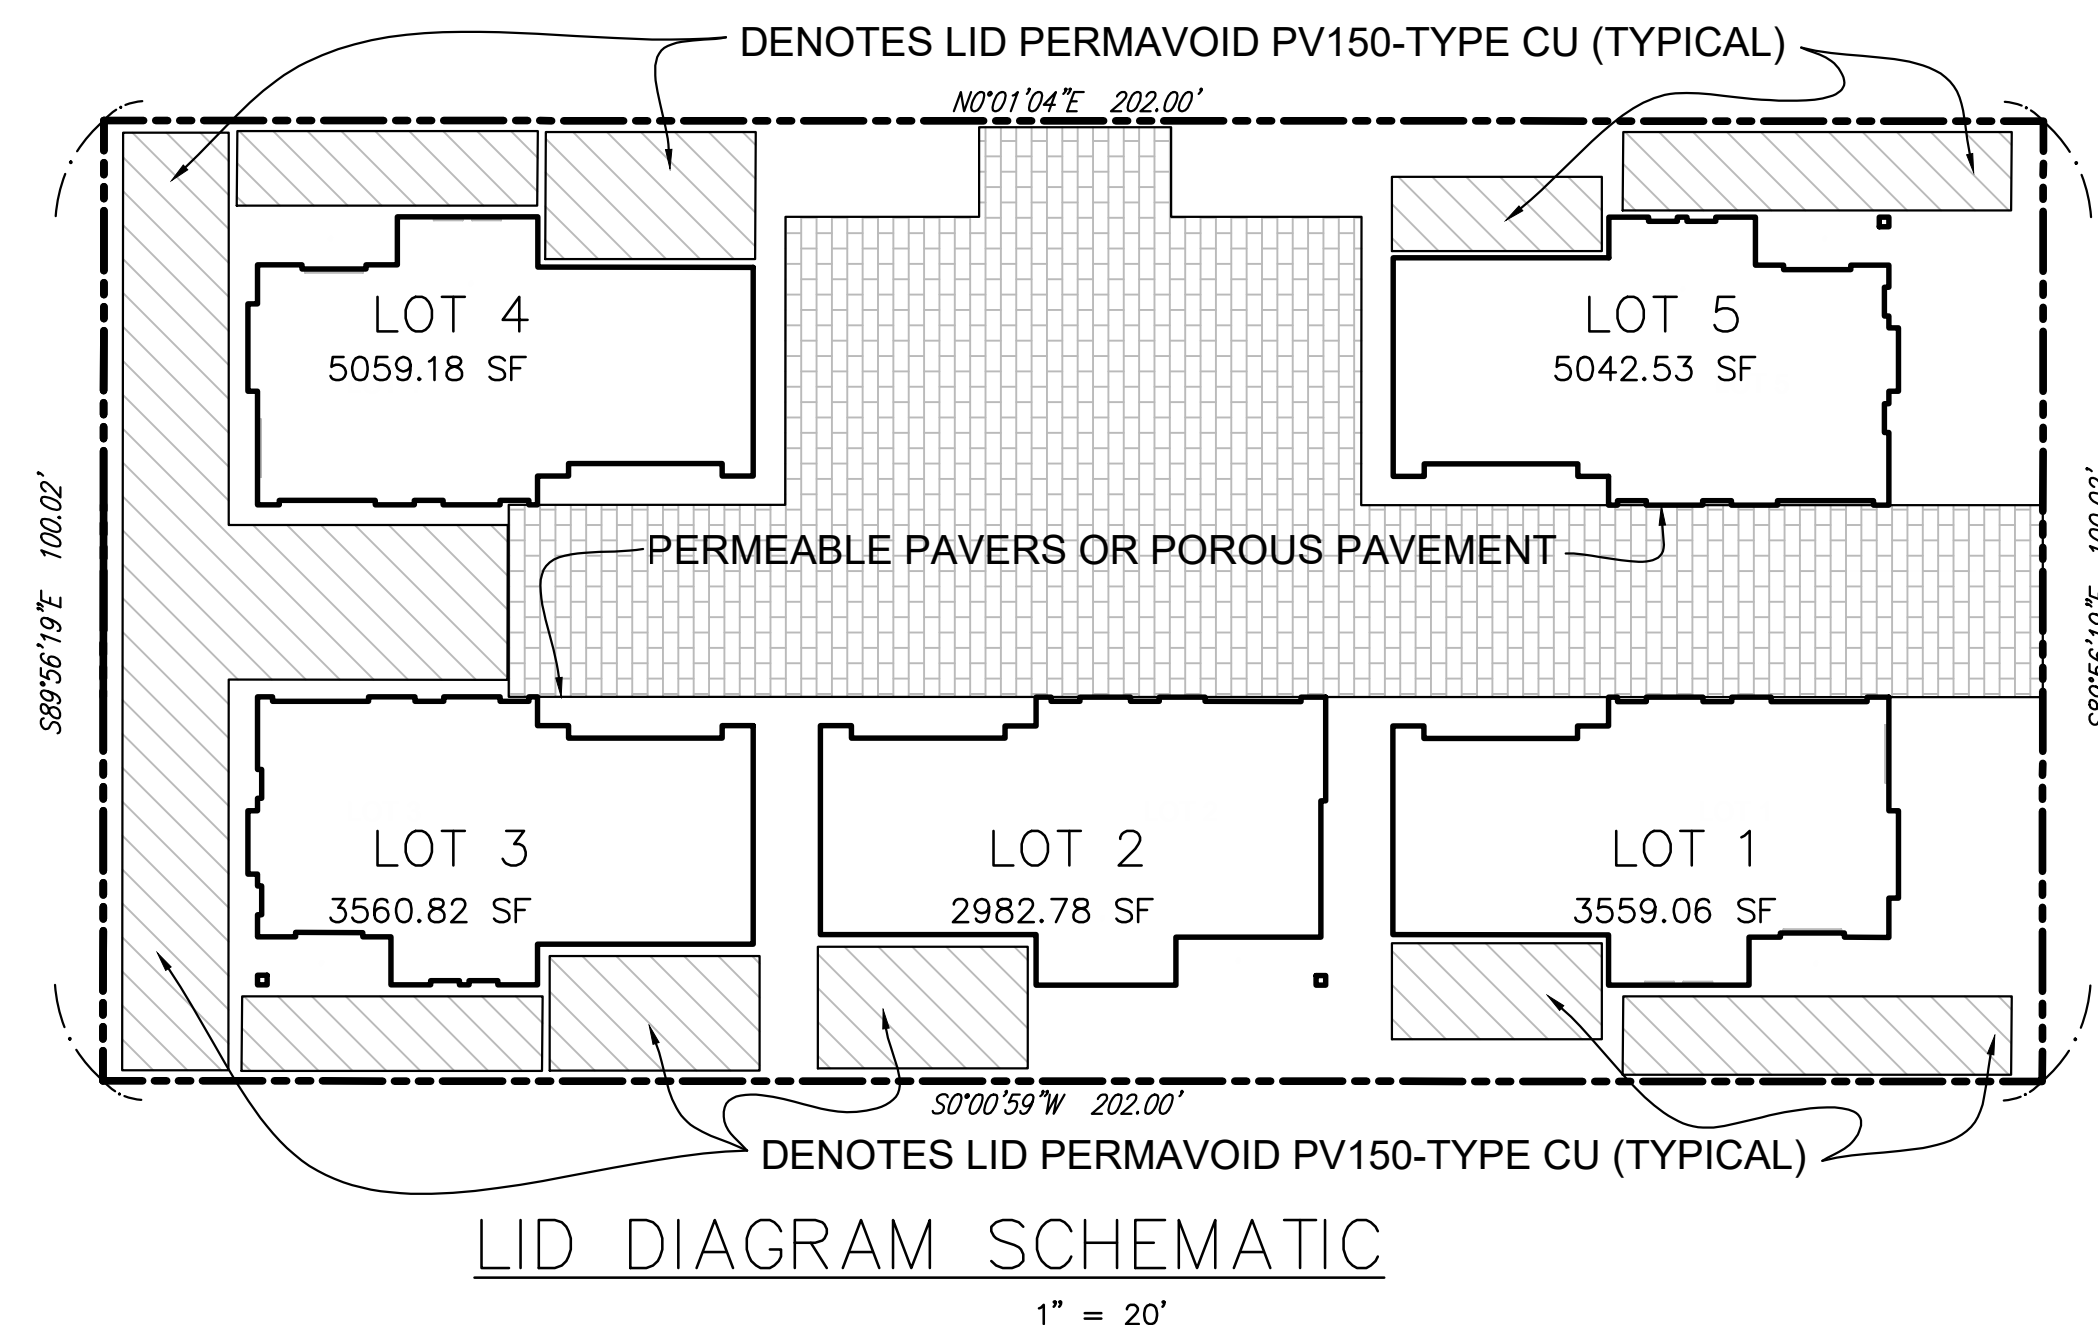 DENOTES LID PERMAVOID PV150-TYPE CU (TYPICAL)
N0°01'04"E 202.00'
LOT 4
5059.18 SF
LOT 5
5042.53 SF
S89°56'19"E 100.02'
PERMEABLE PAVERS OR POROUS PAVEMENT
LOT 3
3560.82 SF
LOT 2
2982.78 SF
LOT 1
3559.06 SF
S0°00'59"W 202.00'
DENOTES LID PERMAVOID PV150-TYPE CU (TYPICAL)
LID DIAGRAM SCHEMATIC
1" = 20'